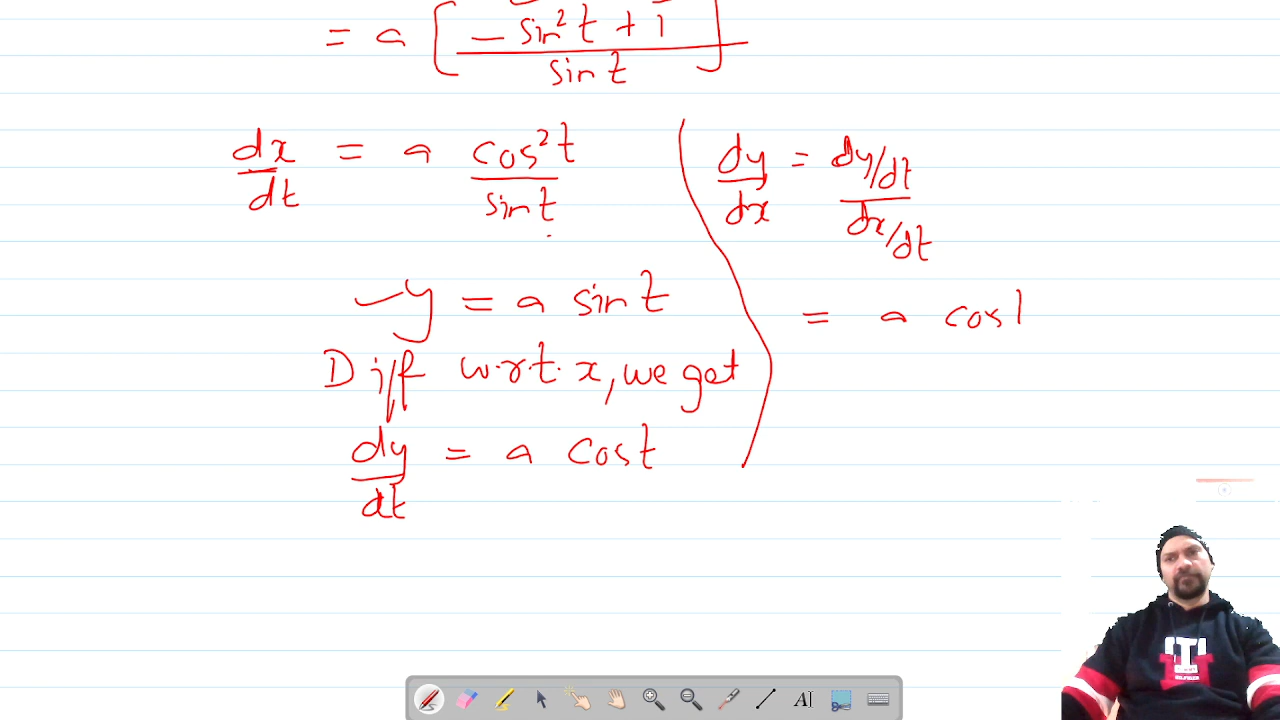 = a [ (- sin²t + 1) / sin t ]
dx/dt = a cos²t / sin t
y = a sin t
Diff w.r.t. x, we get
dy/dt = a cos t
dy/dx = dy/dt / dx/dt
= a cos
AI